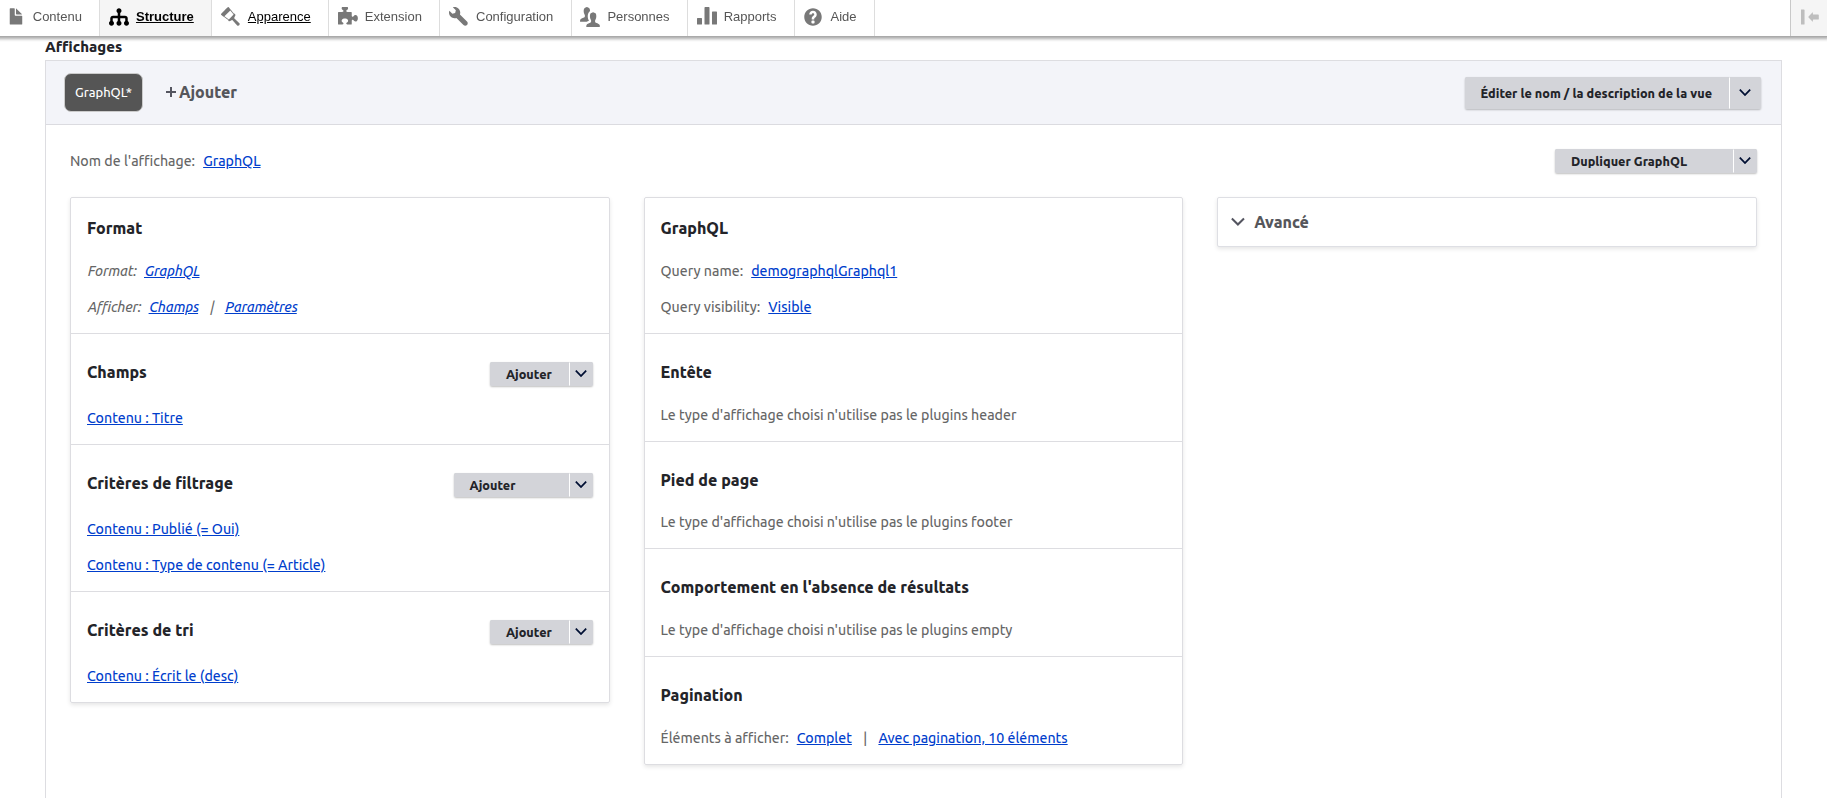 Contenu Structure Apparence Extension Configuration Personnes Rapports Aide
Affichages
GraphQL* +Ajouter Éditer le nom / la description de la vue
Nom de l'affichage: GraphQL Dupliquer GraphQL
Format
Format: GraphQL
Afficher: Champs | Paramètres
Champs Ajouter
Contenu : Titre
Critères de filtrage Ajouter
Contenu : Publié (= Oui)
Contenu : Type de contenu (= Article)
Critères de tri Ajouter
Contenu : Écrit le (desc)
GraphQL
Query name: demographqlGraphql1
Query visibility: Visible
Entête
Le type d'affichage choisi n'utilise pas le plugins header
Pied de page
Le type d'affichage choisi n'utilise pas le plugins footer
Comportement en l'absence de résultats
Le type d'affichage choisi n'utilise pas le plugins empty
Pagination
Éléments à afficher: Complet | Avec pagination, 10 éléments
Avancé